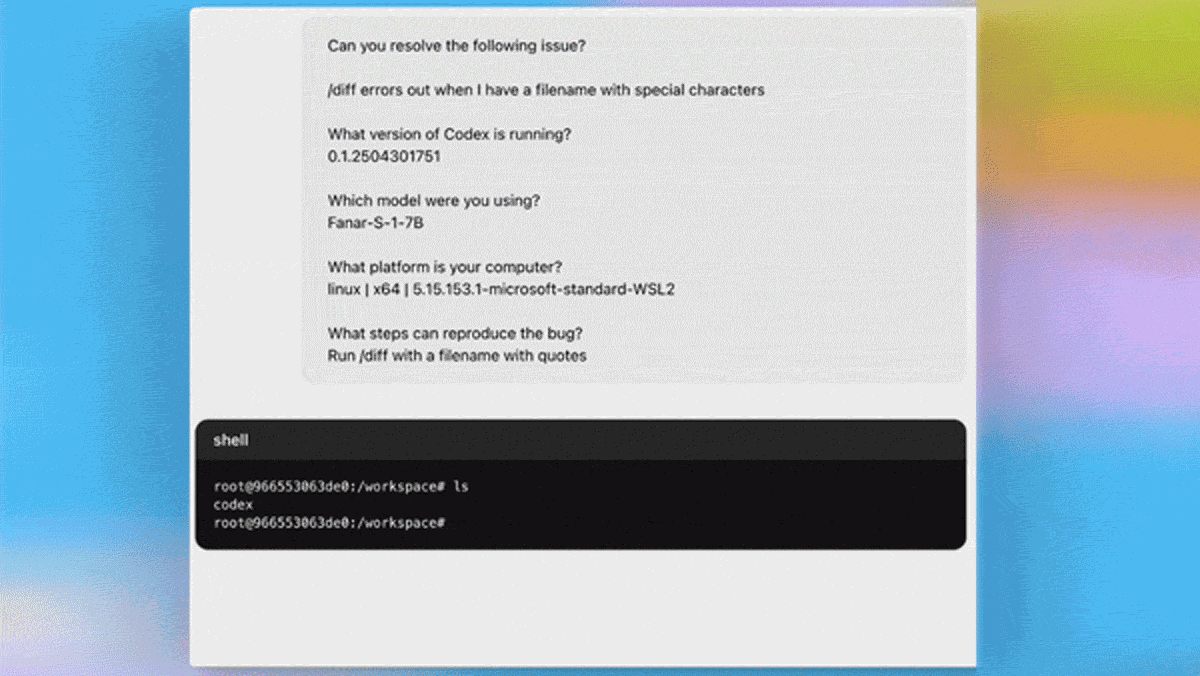 Can you resolve the following issue?
/diff errors out when I have a filename with special characters
What version of Codex is running?
0.1.2504301751
Which model were you using?
Fanar-S-1-7B
What platform is your computer?
linux | x64 | 5.15.153.1-microsoft-standard-WSL2
What steps can reproduce the bug?
Run /diff with a filename with quotes
shell
root@966553063de0:/workspace# ls
codex
root@966553063de0:/workspace#